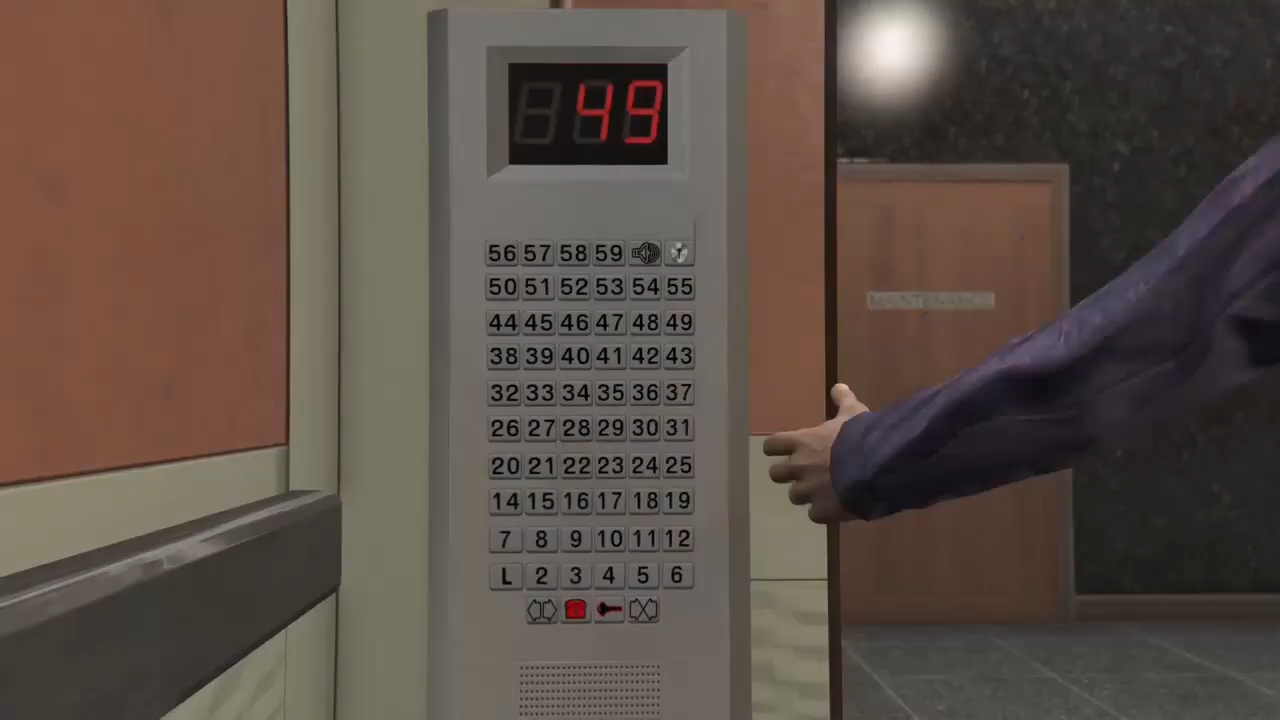 49
56 57 58 59
50 51 52 53 54 55
44 45 46 47 48 49
38 39 40 41 42 43
32 33 34 35 36 37
26 27 28 29 30 31
20 21 22 23 24 25
14 15 16 17 18 19
7 8 9 10 11 12
L 2 3 4 5 6
MAINTENANCE